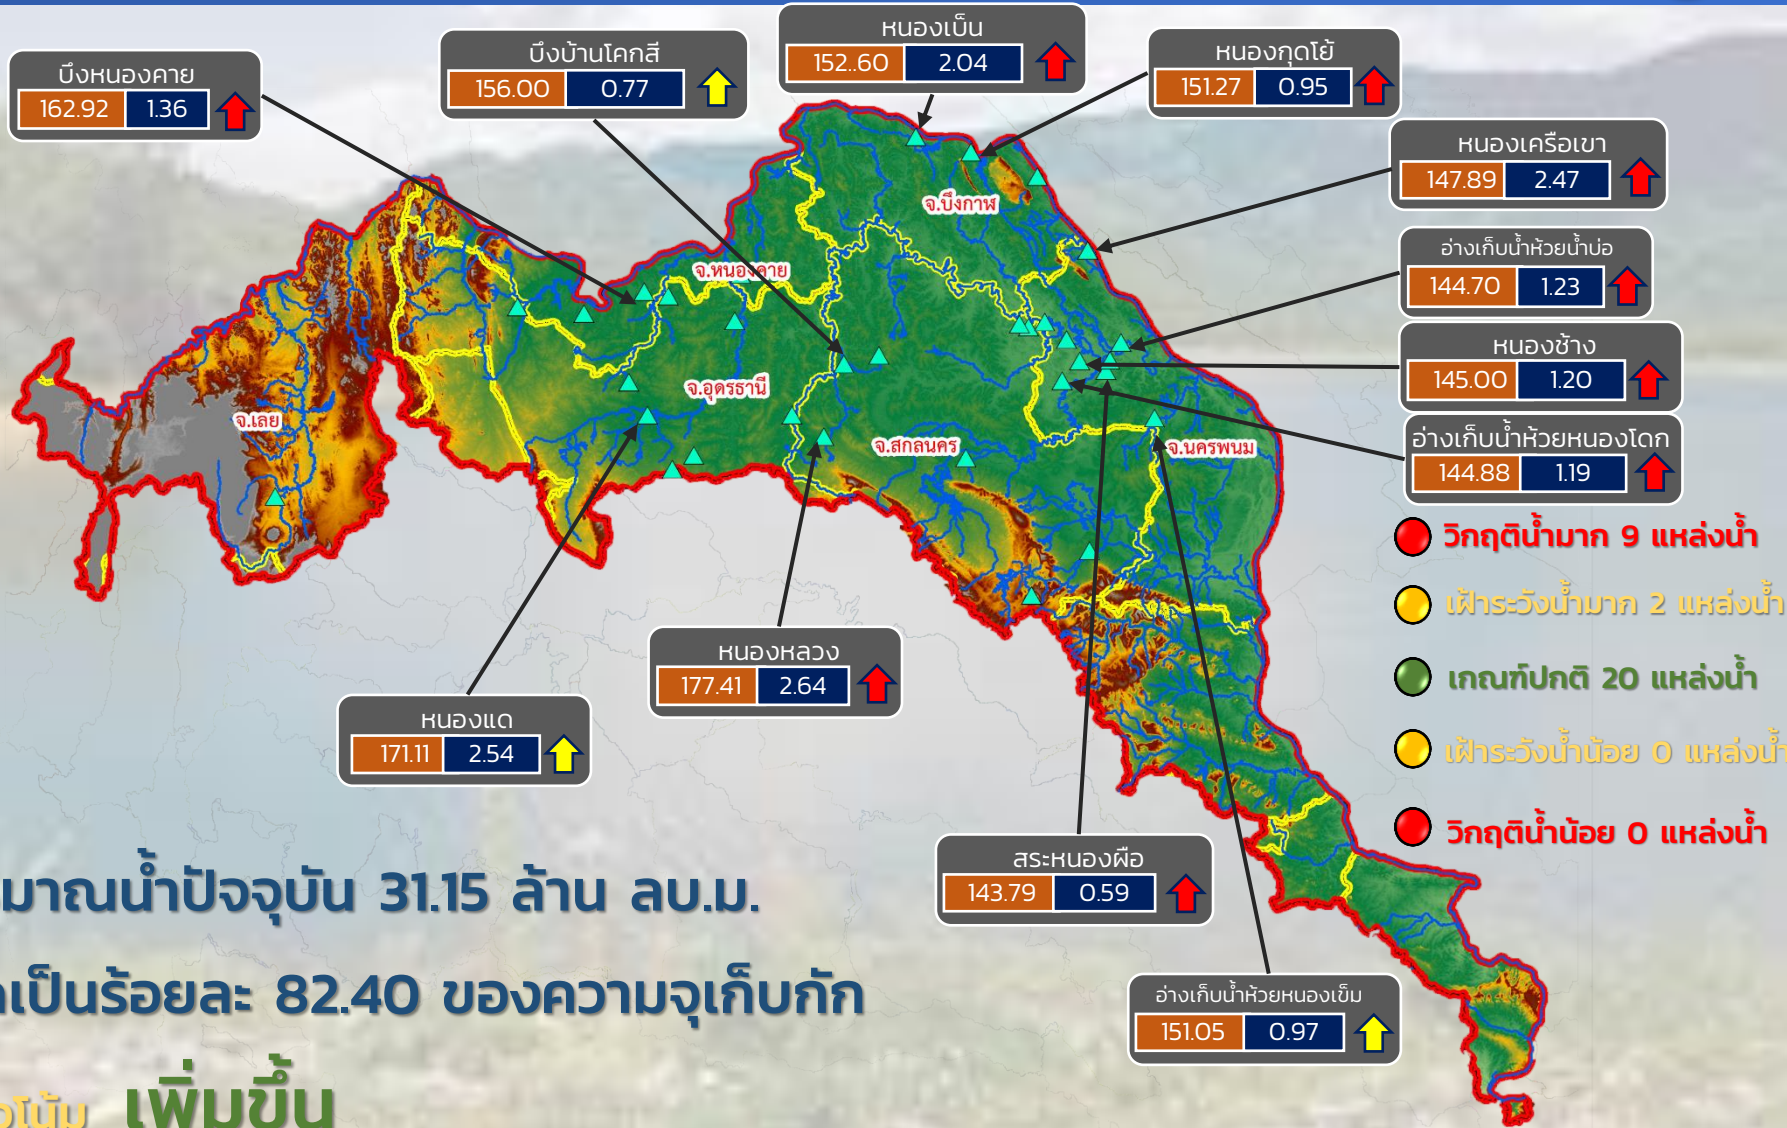 หนองเบ็น
152..60 2.04
บึงบ้านโคกสี
156.00 0.77
หนองกุดโย้
151.27 0.95
บึงหนองคาย
162.92 1.36
หนองเครือเขา
147.89 2.47
จ.บึงกาฬ
อ่างเก็บน้ำห้วยน้ำบ่อ
144.70 1.23
จ.หนองคาย
หนองช้าง
145.00 1.20
จ.อุดรธานี
จ.เลย
จ.สกลนคร
จ.นครพนม
อ่างเก็บน้ำห้วยหนองโดก
144.88 1.19
วิกฤติน้ำมาก 9 แหล่งน้ำ
เฝ้าระวังน้ำมาก 2 แหล่งน้ำ
เกณฑ์ปกติ 20 แหล่งน้ำ
เฝ้าระวังน้ำน้อย 0 แหล่งน้ำ
วิกฤติน้ำน้อย 0 แหล่งน้ำ
หนองหลวง
177.41 2.64
หนองแด
171.11 2.54
สระหนองผือ
143.79 0.59
อ่างเก็บน้ำห้วยหนองเข็ม
151.05 0.97
มาณน้ำปัจจุบัน 31.15 ล้าน ลบ.ม.
เป็นร้อยละ 82.40 ของความจุเก็บกัก
โน้ม เพิ่มขึ้น